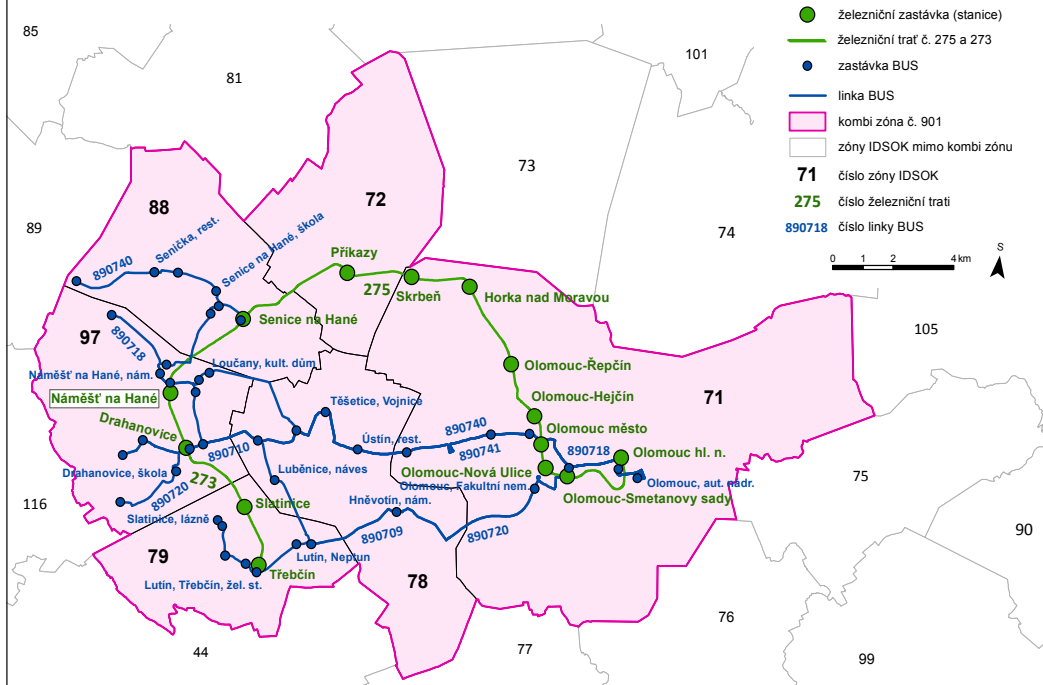 85
81
101
73
74
89
88
72
97
71
105
75
90
116
79
78
76
77
44
99
železniční zastávka (stanice)
železniční trať č. 275 a 273
zastávka BUS
linka BUS
kombi zóna č. 901
zóny IDSOK mimo kombi zónu
71 číslo zóny IDSOK
275 číslo železniční trati
890718 číslo linky BUS
0 1 2 4 km
S
Senička, rest.
Senice na Hané, škola
890740
Příkazy
275
Skrbeň
Horka nad Moravou
Senice na Hané
890718
Loučany, kult. dům
Náměšť na Hané, nám.
Náměšť na Hané
Olomouc-Řepčín
Olomouc-Hejčín
Těšetice, Vojnice
Drahanovice
890740
Olomouc město
Ústín, rest.
890741
890718
Olomouc hl. n.
890710
Drahanovice, škola
Luběnice, náves
Olomouc-Nová Ulice
Olomouc, Fakultní nem.
Olomouc, aut. nádr.
273
890720
Olomouc-Smetanovy sady
Slatinice
Hněvotín, nám.
Slatinice, lázně
890709
890720
Lutín, Neptun
Třebčín
Lutín, Třebčín, žel. st.